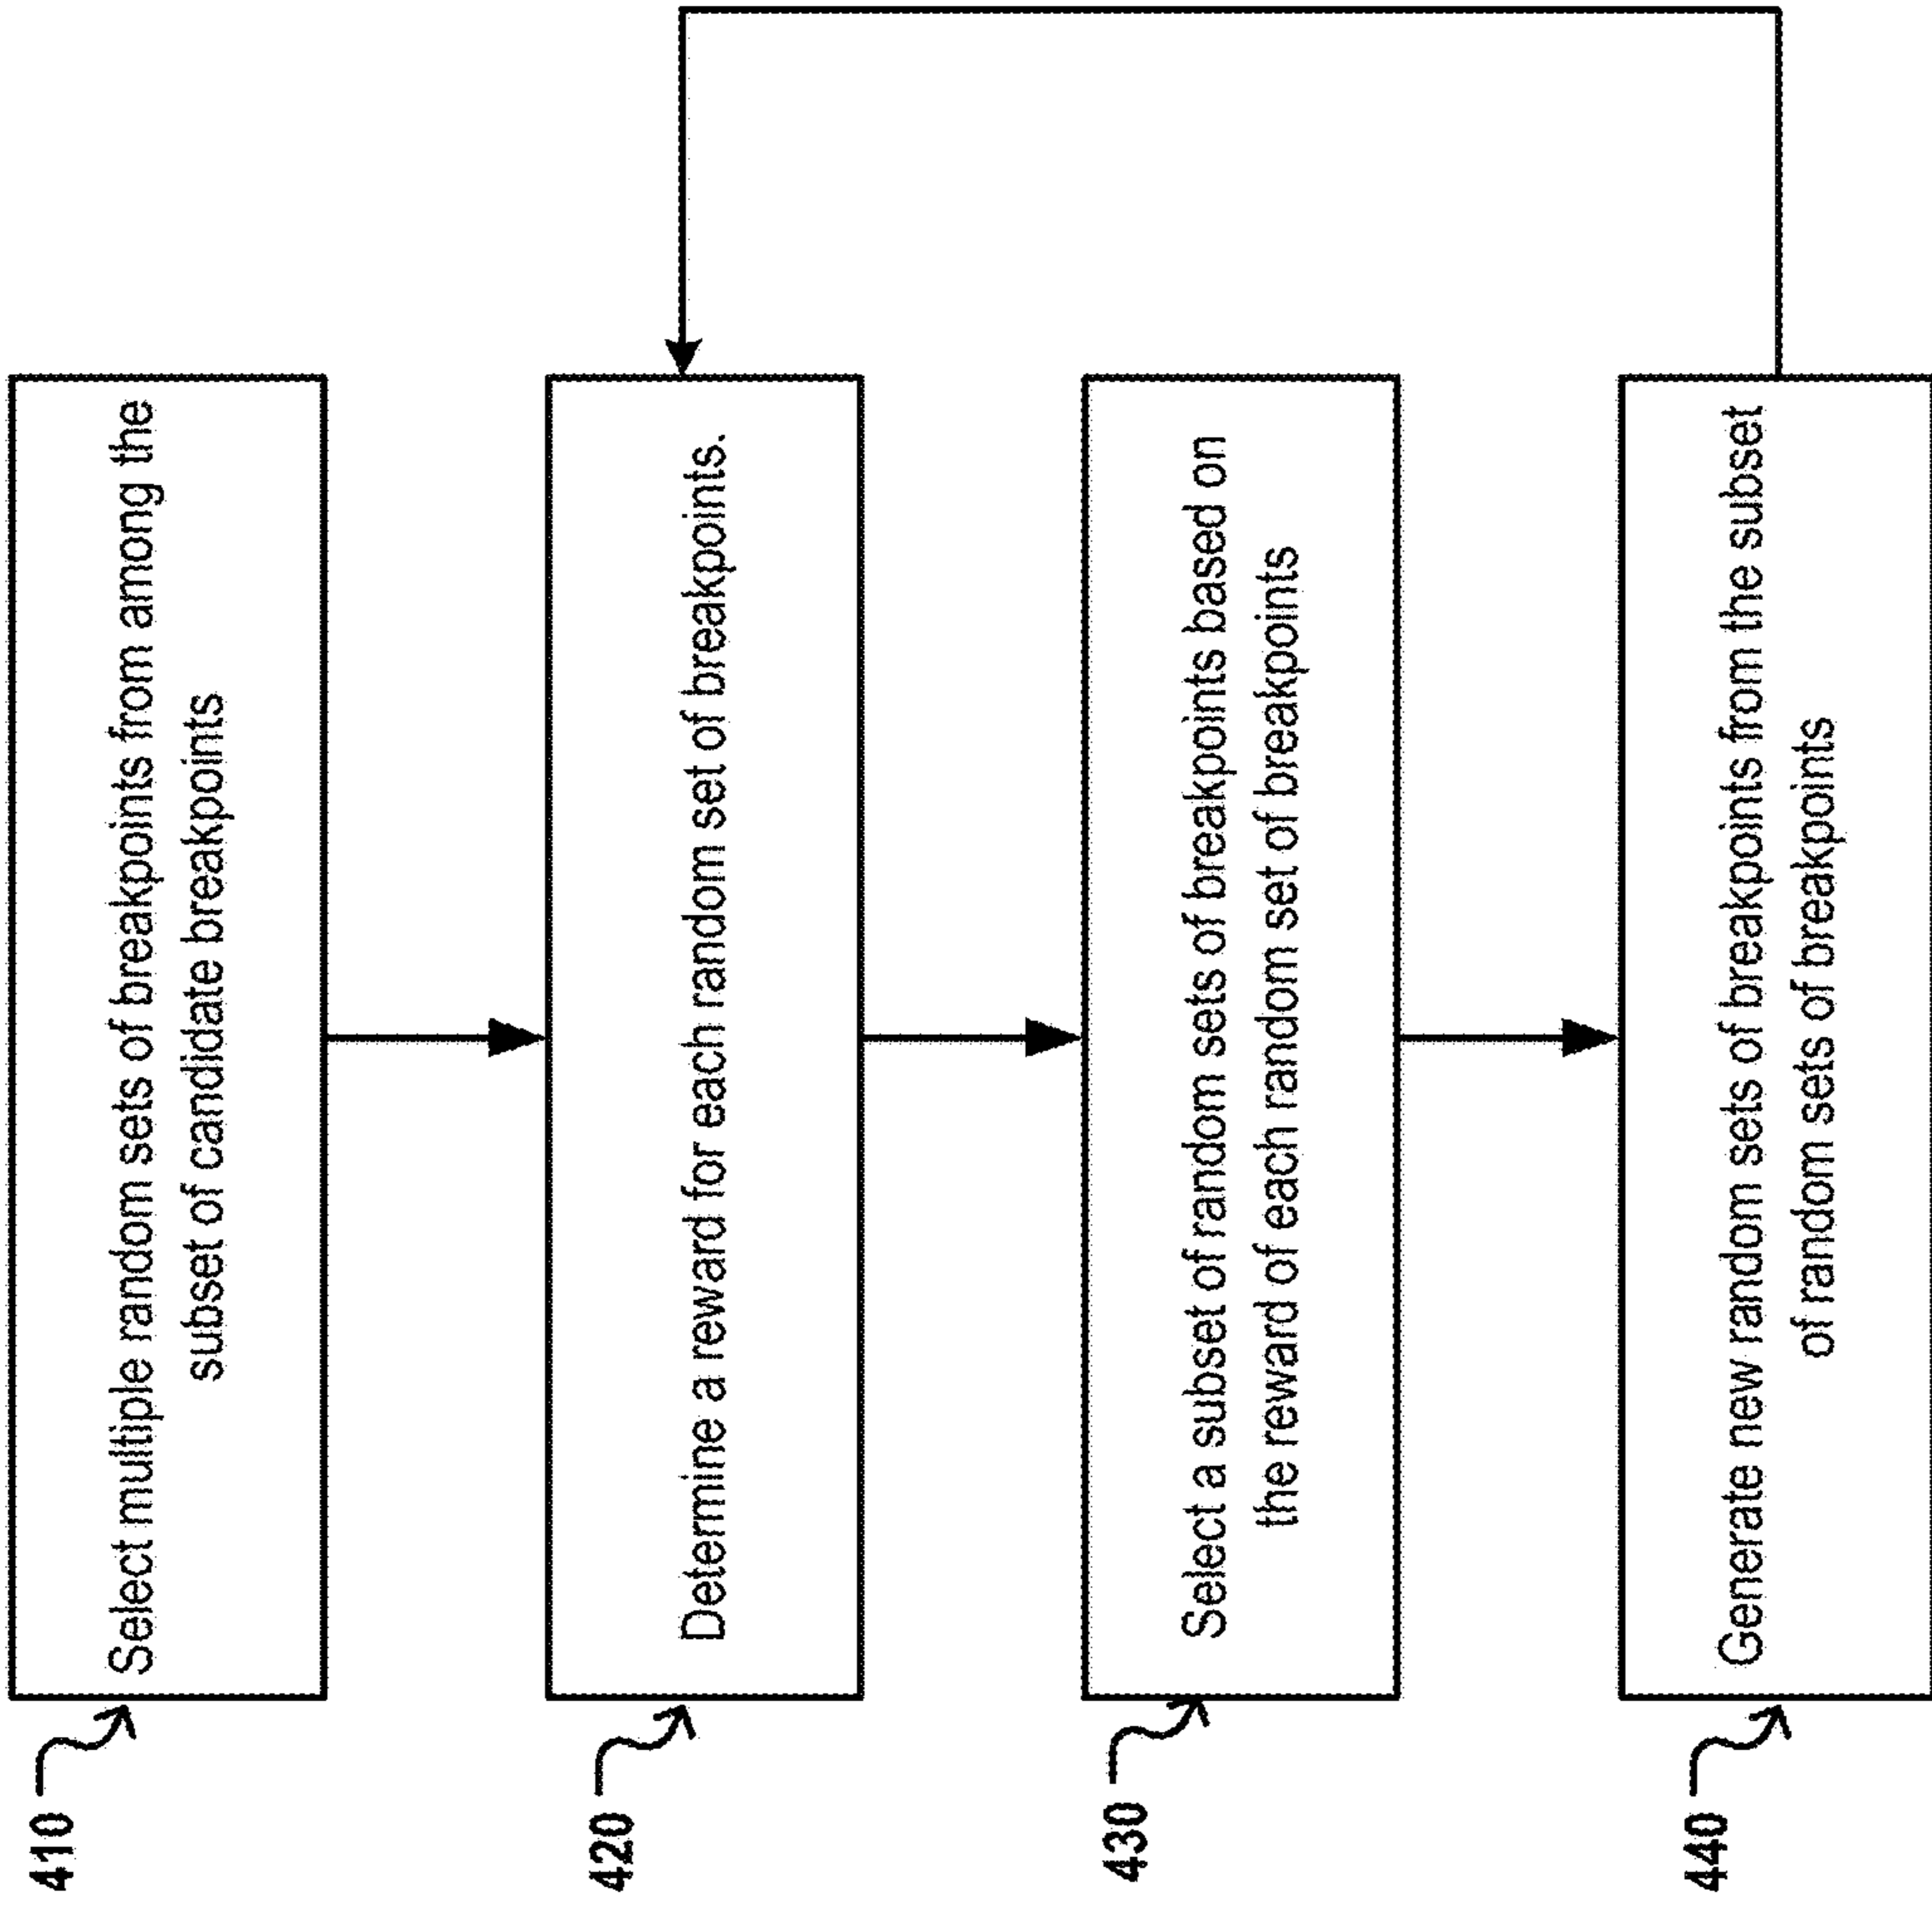 410
Select multiple random sets of breakpoints from among the
subset of candidate breakpoints
420
Determine a reward for each random set of breakpoints.
430
Select a subset of random sets of breakpoints based on
the reward of each random set of breakpoints
440
Generate new random sets of breakpoints from the subset
of random sets of breakpoints